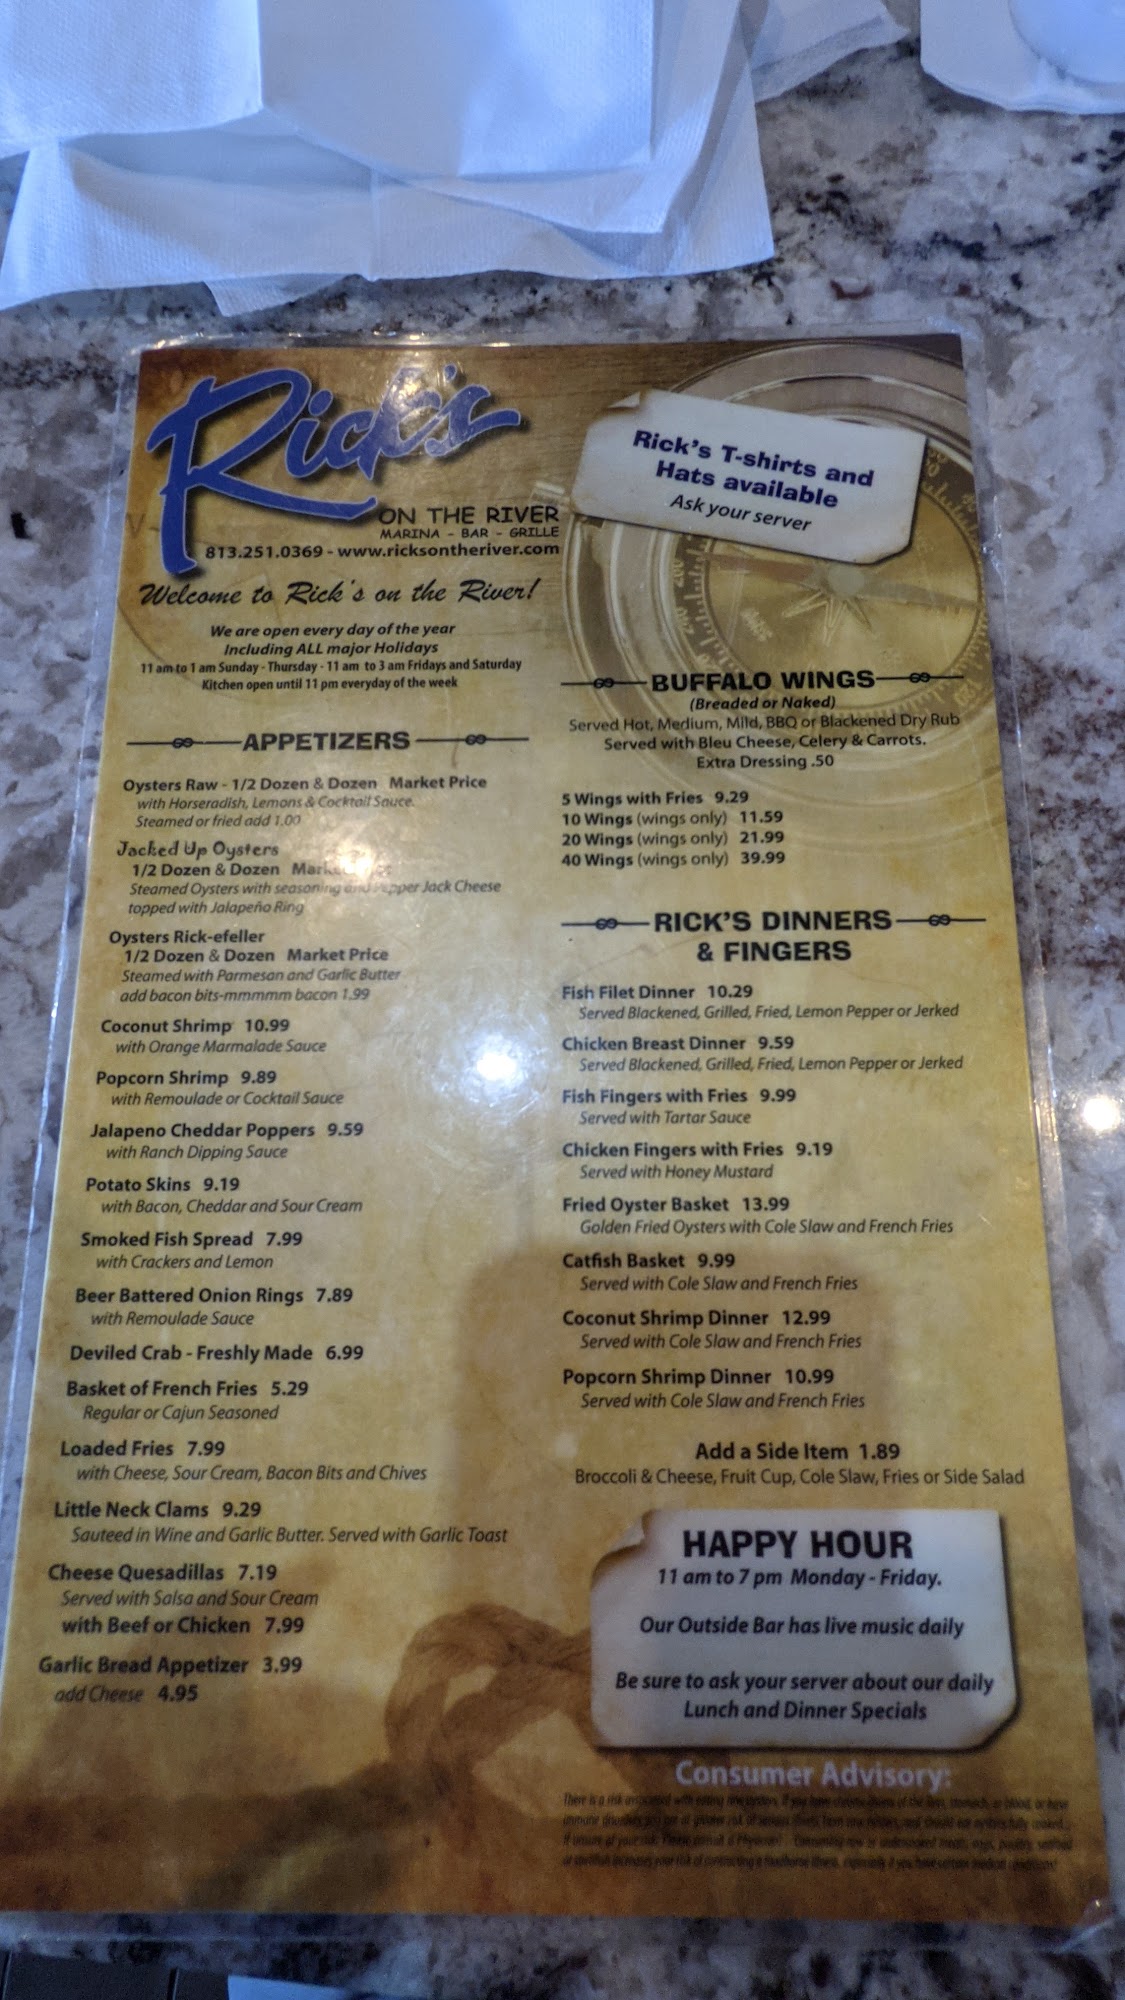 Rick's
ON THE RIVER
MARINA - BAR - GRILLE
813.251.0369 - www.ricksontheriver.com
Rick's T-shirts and
Hats available
Ask your server
Welcome to Rick's on the River!
We are open every day of the year
Including ALL major Holidays
11 am to 1 am Sunday - Thursday - 11 am to 3 am Fridays and Saturday
Kitchen open until 11 pm everyday of the week
APPETIZERS
Oysters Raw - 1/2 Dozen & Dozen Market Price
with Horseradish, Lemons & Cocktail Sauce.
Steamed or fried add 1.00
Jacked Up Oysters
1/2 Dozen & Dozen
Steamed Oysters with seasoning and Pepper Jack Cheese
topped with Jalapeño Ring
Oysters Rick-efeller
1/2 Dozen & Dozen Market Price
Steamed with Parmesan and Garlic Butter
add bacon bits-mmmmm bacon 1.99
Coconut Shrimp 10.99
with Orange Marmalade Sauce
Popcorn Shrimp 9.89
with Remoulade or Cocktail Sauce
Jalapeno Cheddar Poppers 9.59
with Ranch Dipping Sauce
Potato Skins 9.19
with Bacon, Cheddar and Sour Cream
Smoked Fish Spread 7.99
with Crackers and Lemon
Beer Battered Onion Rings 7.89
with Remoulade Sauce
Deviled Crab - Freshly Made 6.99
Basket of French Fries 5.29
Regular or Cajun Seasoned
Loaded Fries 7.99
with Cheese, Sour Cream, Bacon Bits and Chives
Little Neck Clams 9.29
Sauteed in Wine and Garlic Butter. Served with Garlic Toast
Cheese Quesadillas 7.19
Served with Salsa and Sour Cream
with Beef or Chicken 7.99
Garlic Bread Appetizer 3.99
add Cheese 4.95
BUFFALO WINGS
(Breaded or Naked)
Served Hot, Medium, Mild, BBQ or Blackened Dry Rub
Served with Bleu Cheese, Celery & Carrots.
Extra Dressing .50
5 Wings with Fries 9.29
10 Wings (wings only) 11.59
20 Wings (wings only) 21.99
40 Wings (wings only) 39.99
RICK'S DINNERS
& FINGERS
Fish Filet Dinner 10.29
Served Blackened, Grilled, Fried, Lemon Pepper or Jerked
Chicken Breast Dinner 9.59
Served Blackened, Grilled, Fried, Lemon Pepper or Jerked
Fish Fingers with Fries 9.99
Served with Tartar Sauce
Chicken Fingers with Fries 9.19
Served with Honey Mustard
Fried Oyster Basket 13.99
Golden Fried Oysters with Cole Slaw and French Fries
Catfish Basket 9.99
Served with Cole Slaw and French Fries
Coconut Shrimp Dinner 12.99
Served with Cole Slaw and French Fries
Popcorn Shrimp Dinner 10.99
Served with Cole Slaw and French Fries
Add a Side Item 1.89
Broccoli & Cheese, Fruit Cup, Cole Slaw, Fries or Side Salad
HAPPY HOUR
11 am to 7 pm Monday - Friday.
Our Outside Bar has live music daily
Be sure to ask your server about our daily
Lunch and Dinner Specials
Consumer Advisory: